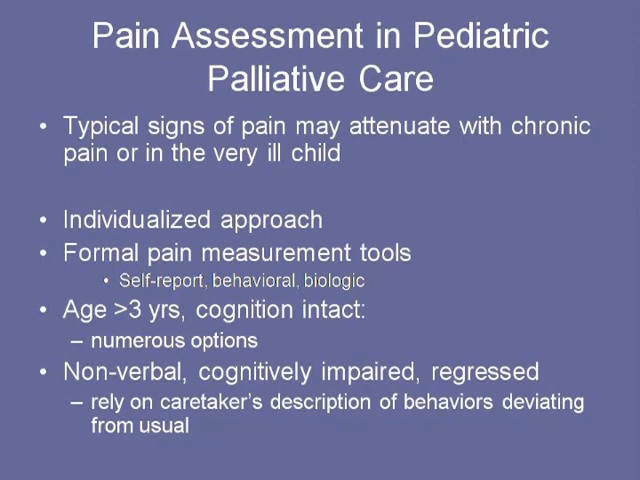 Pain Assessment in Pediatric
Palliative Care
• Typical signs of pain may attenuate with chronic
pain or in the very ill child
• Individualized approach
• Formal pain measurement tools
• Self-report, behavioral, biologic
• Age >3 yrs, cognition intact:
– numerous options
• Non-verbal, cognitively impaired, regressed
– rely on caretaker's description of behaviors deviating
from usual